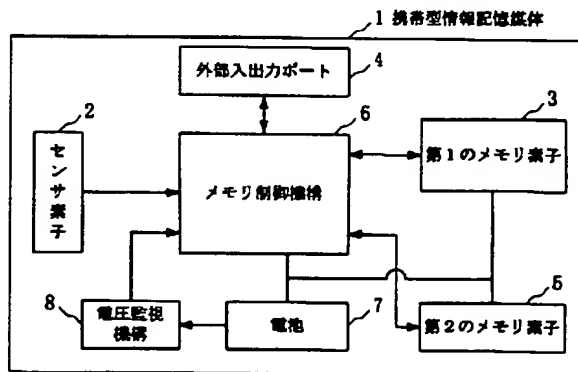 1 携帯型情報記憶媒体
外部入出力ポート
4
2
センサ素子
6
メモリ制御機構
3
第1のメモリ素子
8
電圧監視
機構
電池
7
5
第2のメモリ素子